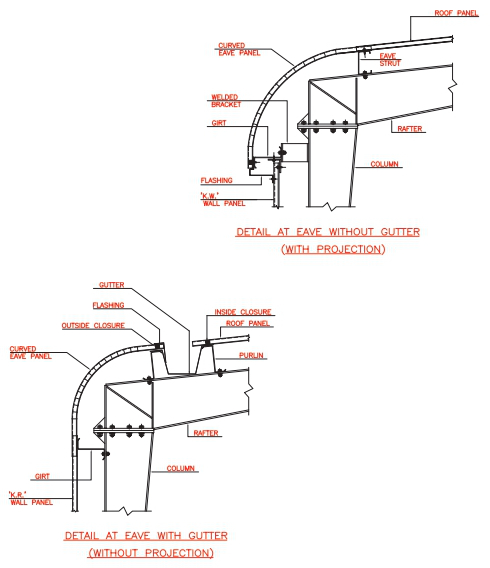 ROOF PANEL
CURVED
EAVE PANEL
EAVE
STRUT
WELDED
BRACKET
GIRT
RAFTER
COLUMN
FLASHING
'K.W.'
WALL PANEL
DETAIL AT EAVE WITHOUT GUTTER
(WITH PROJECTION)
GUTTER
FLASHING
INSIDE CLOSURE
OUTSIDE CLOSURE
ROOF PANEL
CURVED
EAVE PANEL
PURLIN
RAFTER
COLUMN
GIRT
'K.R.'
WALL PANEL
DETAIL AT EAVE WITH GUTTER
(WITHOUT PROJECTION)